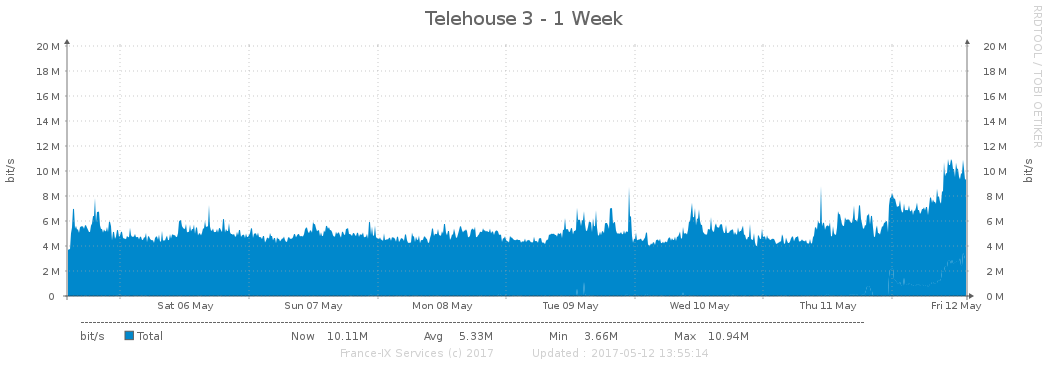 Telehouse 3 - 1 Week
RRDTOOL / TOBI OETIKER
bit/s
20 M 20 M
18 M 18 M
16 M 16 M
14 M 14 M
12 M 12 M
10 M 10 M
8 M 8 M
6 M 6 M
4 M 4 M
2 M 2 M
0 0 M
bit/s
Sat 06 May Sun 07 May Mon 08 May Tue 09 May Wed 10 May Thu 11 May Fri 12 May
bit/s Total Now 10.11M Avg 5.33M Min 3.66M Max 10.94M
France-IX Services (c) 2017 Updated : 2017-05-12 13:55:14